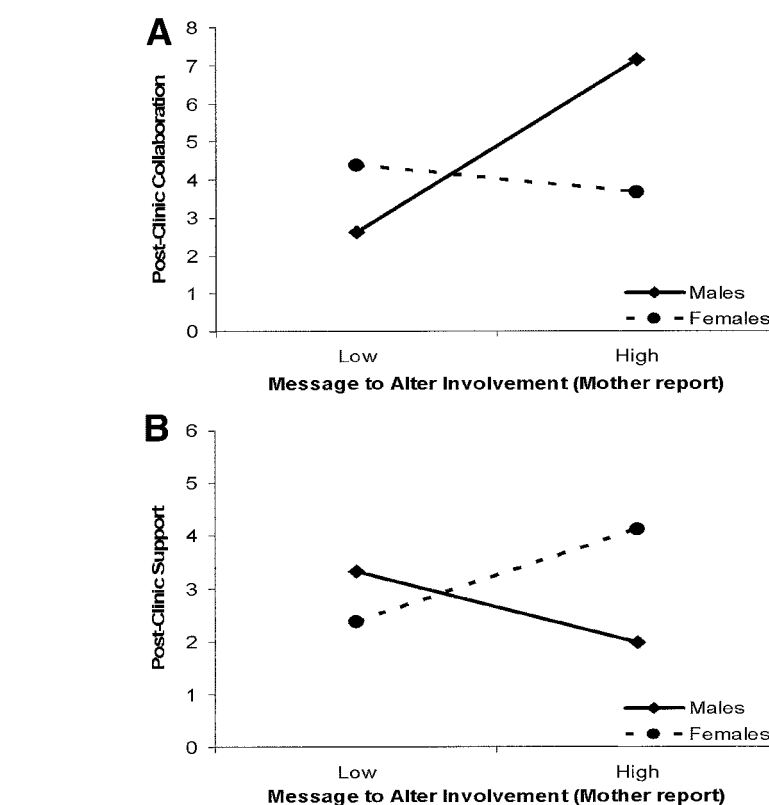 A
8
7
6
5
4
3
2
1
0
Post-Clinic Collaboration
Males
Females
Low High
Message to Alter Involvement (Mother report)
B
6
5
4
3
2
1
0
Post-Clinic Support
Males
Females
Low High
Message to Alter Involvement (Mother report)